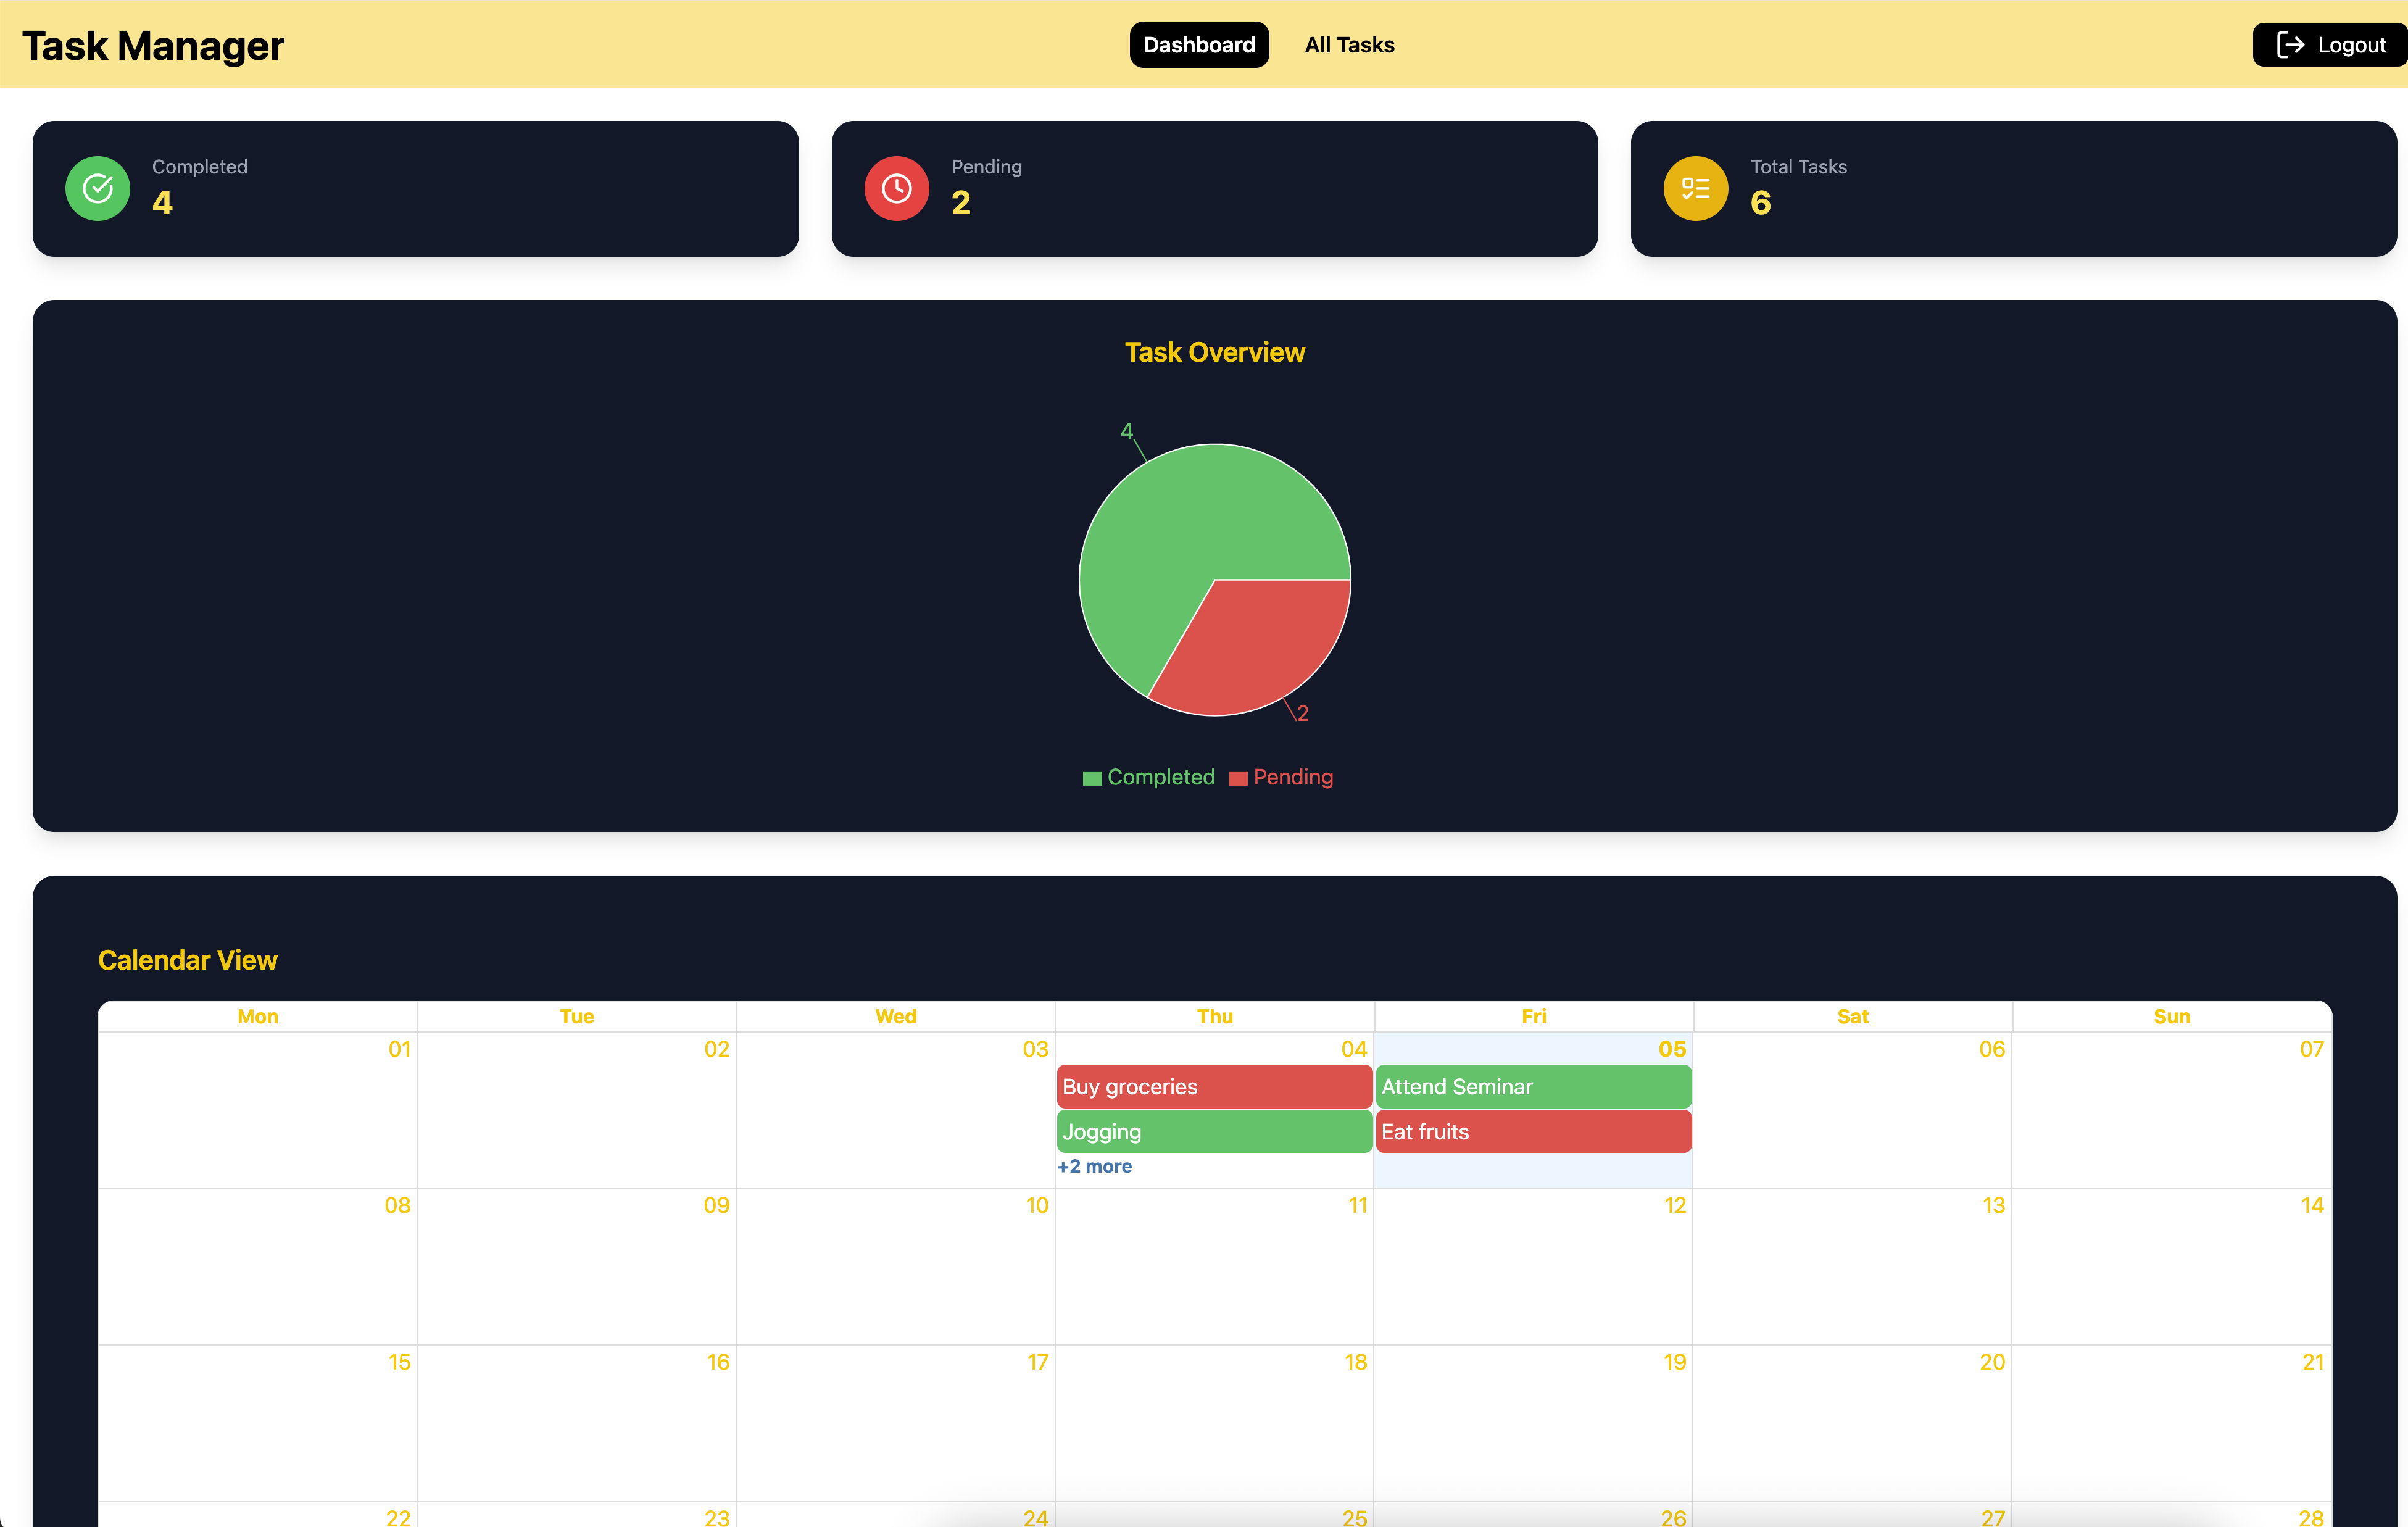 Task Manager
Dashboard
All Tasks
Logout
Completed
4
Pending
2
Total Tasks
6
Task Overview
4
2
Completed Pending
Calendar View
Mon Tue Wed Thu Fri Sat Sun
01 02 03 04 05 06 07
Buy groceries Attend Seminar
Jogging Eat fruits
+2 more
08 09 10 11 12 13 14
15 16 17 18 19 20 21
22 23 24 25 26 27 28